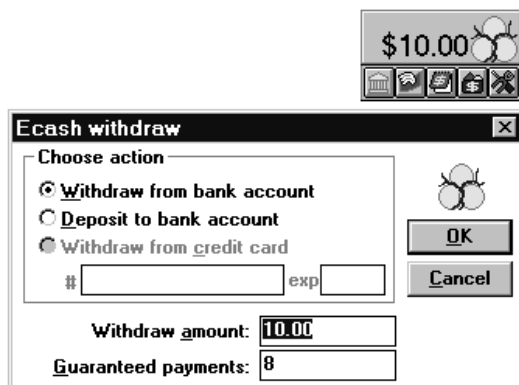 $10.00
Ecash withdraw
Choose action
Withdraw from bank account
Deposit to bank account
Withdraw from credit card
# exp
OK
Cancel
Withdraw amount: 10.00
Guaranteed payments: 8